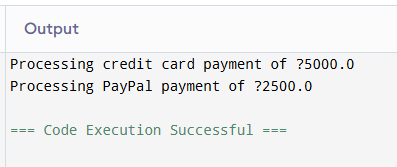 Output
Processing credit card payment of ?5000.0
Processing PayPal payment of ?2500.0
=== Code Execution Successful ===